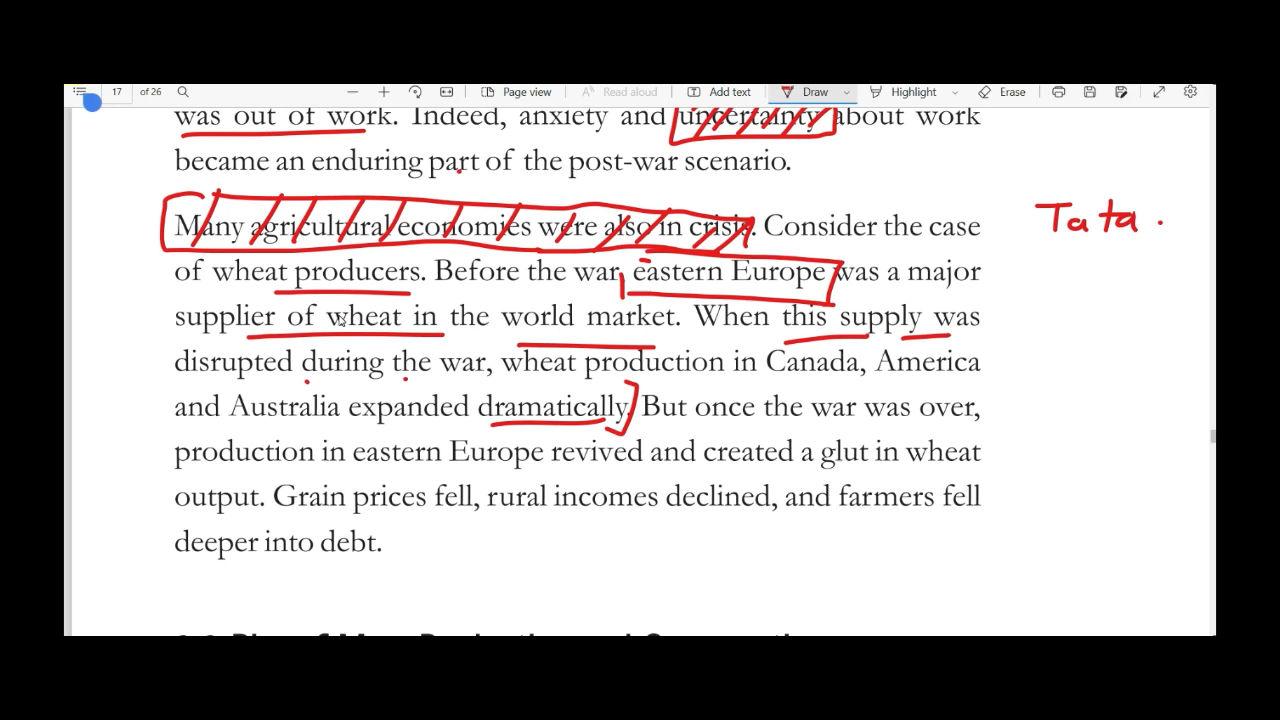 17 of 26 Page view Read aloud Add text Draw Highlight Erase
was out of work. Indeed, anxiety and uncertainty about work
became an enduring part of the post-war scenario.
Many agricultural economies were also in crisis. Consider the case
of wheat producers. Before the war, eastern Europe was a major
supplier of wheat in the world market. When this supply was
disrupted during the war, wheat production in Canada, America
and Australia expanded dramatically. But once the war was over,
production in eastern Europe revived and created a glut in wheat
output. Grain prices fell, rural incomes declined, and farmers fell
deeper into debt.
Tata.